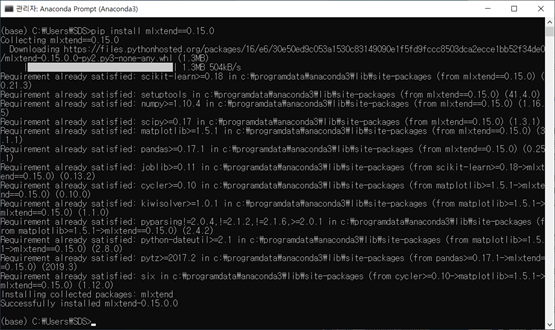 관리자: Anaconda Prompt (Anaconda3)
(base) C:₩Users₩SDS>pip install mlxtend==0.15.0
Collecting mlxtend==0.15.0
  Downloading https://files.pythonhosted.org/packages/16/e6/30e50ed9c053a1530c83149090e1f5fd9fccc8503dca2ecce1bb52f34de0
/mlxtend-0.15.0.0-py2.py3-none-any.whl (1.3MB)
     |                                | 1.3MB 504kB/s
Requirement already satisfied: scikit-learn>=0.18 in c:₩programdata₩anaconda3₩lib₩site-packages (from mlxtend==0.15.0) (
0.21.3)
Requirement already satisfied: setuptools in c:₩programdata₩anaconda3₩lib₩site-packages (from mlxtend==0.15.0) (41.4.0)
Requirement already satisfied: numpy>=1.10.4 in c:₩programdata₩anaconda3₩lib₩site-packages (from mlxtend==0.15.0) (1.16.
5)
Requirement already satisfied: scipy>=0.17 in c:₩programdata₩anaconda3₩lib₩site-packages (from mlxtend==0.15.0) (1.3.1)
Requirement already satisfied: matplotlib>=1.5.1 in c:₩programdata₩anaconda3₩lib₩site-packages (from mlxtend==0.15.0) (3
.1.1)
Requirement already satisfied: pandas>=0.17.1 in c:₩programdata₩anaconda3₩lib₩site-packages (from mlxtend==0.15.0) (0.25
.1)
Requirement already satisfied: joblib>=0.11 in c:₩programdata₩anaconda3₩lib₩site-packages (from scikit-learn>=0.18->mlxt
end==0.15.0) (0.13.2)
Requirement already satisfied: cycler>=0.10 in c:₩programdata₩anaconda3₩lib₩site-packages (from matplotlib>=1.5.1->mlxte
nd==0.15.0) (0.10.0)
Requirement already satisfied: kiwisolver>=1.0.1 in c:₩programdata₩anaconda3₩lib₩site-packages (from matplotlib>=1.5.1->
mlxtend==0.15.0) (1.1.0)
Requirement already satisfied: pyparsing!=2.0.4,!=2.1.2,!=2.1.6,>=2.0.1 in c:₩programdata₩anaconda3₩lib₩site-packages (f
rom matplotlib>=1.5.1->mlxtend==0.15.0) (2.4.2)
Requirement already satisfied: python-dateutil>=2.1 in c:₩programdata₩anaconda3₩lib₩site-packages (from matplotlib>=1.5.
1->mlxtend==0.15.0) (2.8.0)
Requirement already satisfied: pytz>=2017.2 in c:₩programdata₩anaconda3₩lib₩site-packages (from pandas>=0.17.1->mlxtend=
=0.15.0) (2019.3)
Requirement already satisfied: six in c:₩programdata₩anaconda3₩lib₩site-packages (from cycler>=0.10->matplotlib>=1.5.1->
mlxtend==0.15.0) (1.12.0)
Installing collected packages: mlxtend
Successfully installed mlxtend-0.15.0.0
(base) C:₩Users₩SDS>